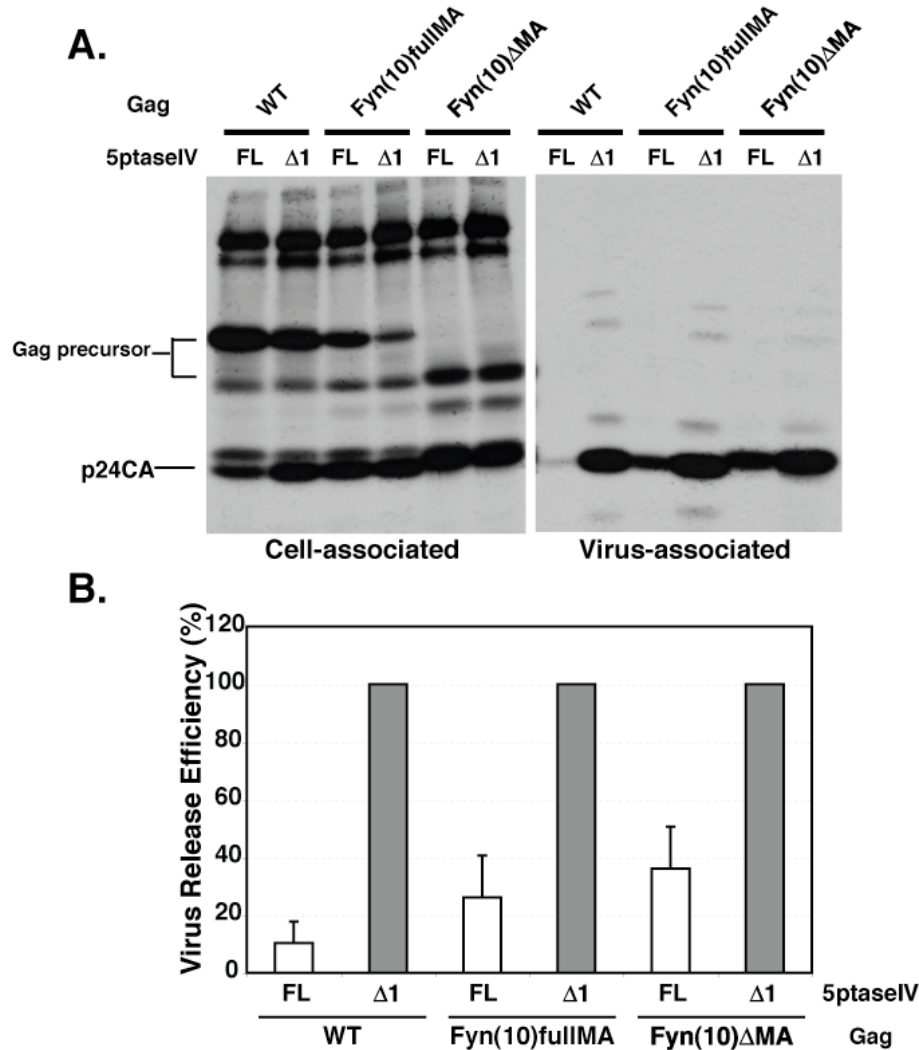 A.
Gag WT Fyn(10)fullMA Fyn(10)ΔMA WT Fyn(10)fullMA Fyn(10)ΔMA
5ptaseIV FL Δ1 FL Δ1 FL Δ1 FL Δ1 FL Δ1 FL Δ1
Gag precursor
p24CA
Cell-associated Virus-associated
B.
Virus Release Efficiency (%)
120
100
80
60
40
20
0
FL Δ1 FL Δ1 FL Δ1 5ptaseIV
WT Fyn(10)fullMA Fyn(10)ΔMA Gag